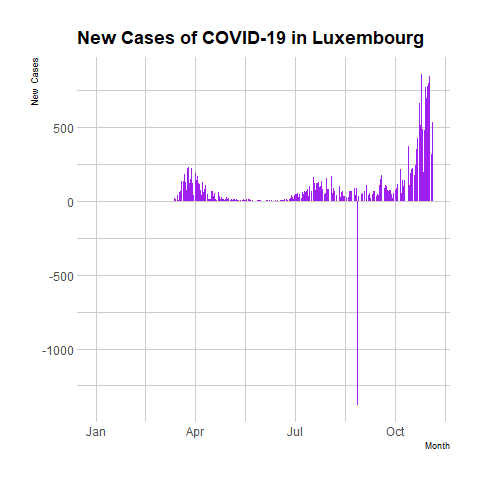 New Cases of COVID-19 in Luxembourg
New Cases
500
0
-500
-1000
Jan Apr Jul Oct
Month